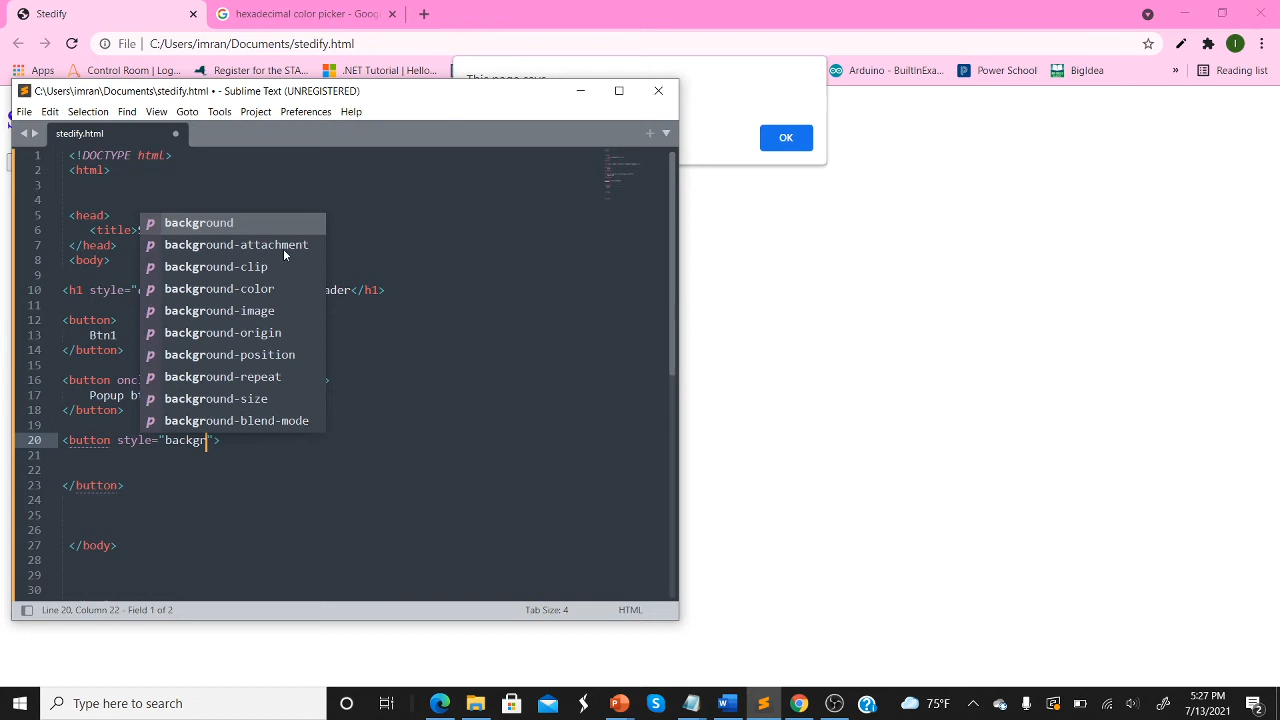 Stedify
hexadecimal color picker - Goog
File C:/Users/imran/Documents/stedify.html
I
Apps Control Room | Log... Register for the STA... .NET Tutorial | Hello... Arduino - BuiltInExa... Power School BigIdea » Reading list
C:\Users\imran\Documents\stedify.html • - Sublime Text (UNREGISTERED)
File Edit Selection Find View Goto Tools Project Preferences Help
OK
stedify.html
1 <!DOCTYPE html>
2 <html>
3
4
5 <head>
6 <title>
7 </head>
8 <body>
9
10 <h1 style=" ader</h1>
11
12 <button>
13 Btn1
14 </button>
15
16 <button oncl >
17 Popup bt
18 </button>
19
20 <button style="backgr">
21
22
23 </button>
24
25
26
27 </body>
28
29
30
p background
p background-attachment
p background-clip
p background-color
p background-image
p background-origin
p background-position
p background-repeat
p background-size
p background-blend-mode
Line 20, Column 22 - Field 1 of 2 Tab Size: 4 HTML
Type here to search 75°F 5:27 PM
7/13/2021
2